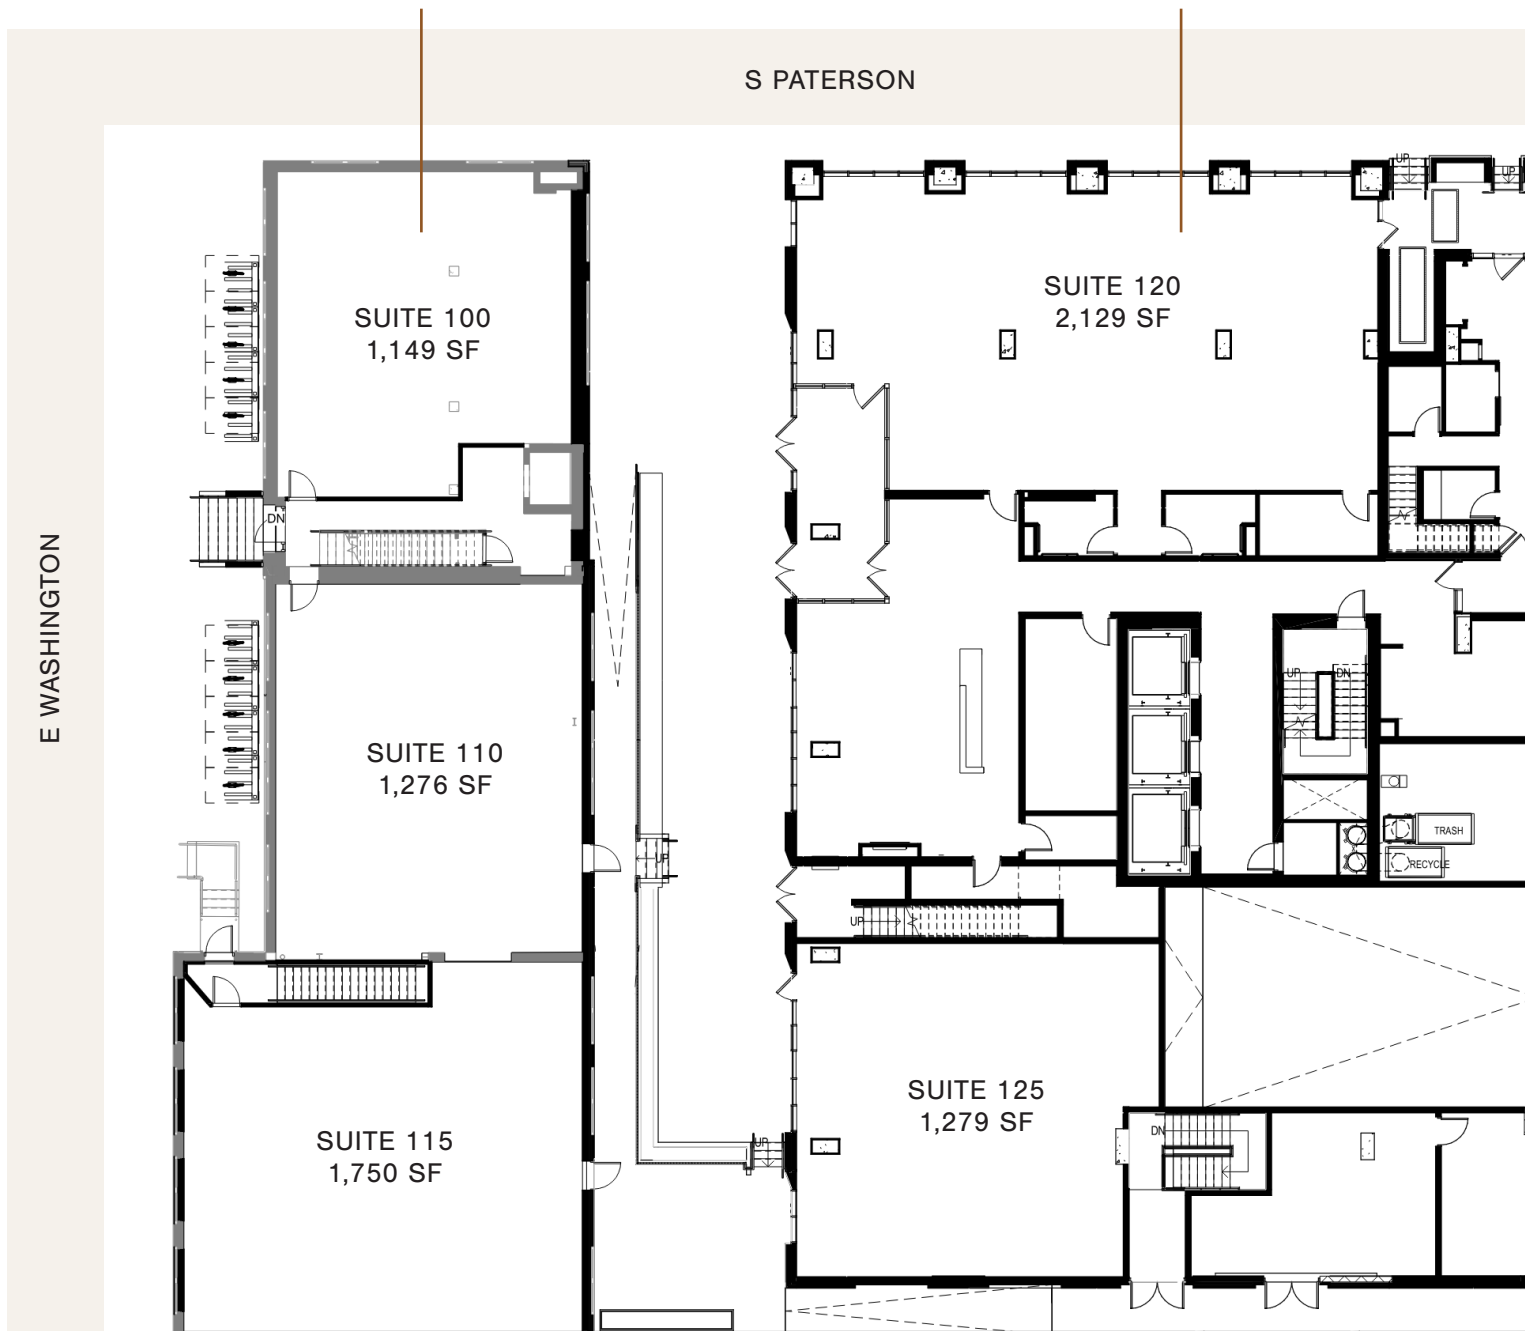 S PATERSON
E WASHINGTON
UP
UP
SUITE 120
2,129 SF
SUITE 100
1,149 SF
DN
UP
DN
SUITE 110
1,276 SF
TRASH
UP
RECYCLE
UP
SUITE 125
1,279 SF
DN
UP
SUITE 115
1,750 SF